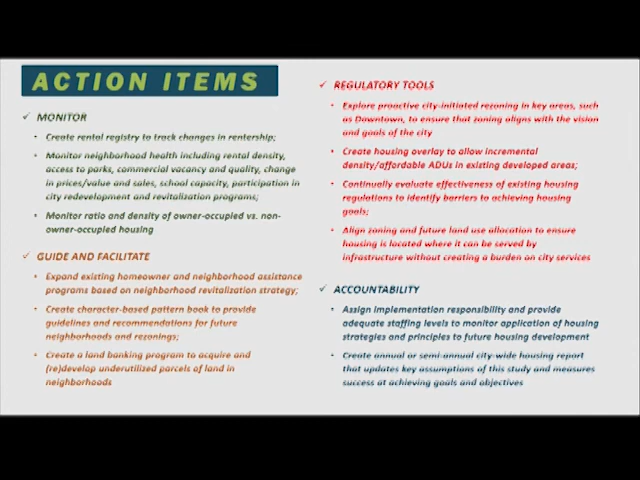 ACTION ITEMS
MONITOR
Create rental registry to track changes in rentership;
Monitor neighborhood health including rental density,
access to parks, commercial vacancy and quality, change
in prices/value and sales, school capacity, participation in
city redevelopment and revitalization programs;
Monitor ratio and density of owner-occupied vs. non-
owner-occupied housing
GUIDE AND FACILITATE
Expand existing homeowner and neighborhood assistance
programs based on neighborhood revitalization strategy;
Create character-based pattern book to provide
guidelines and recommendations for future
neighborhoods and rezonings;
Create a land banking program to acquire and
(re)develop underutilized parcels of land in
neighborhoods
REGULATORY TOOLS
Explore proactive city-initiated rezoning in key areas, such
as Downtown, to ensure that zoning aligns with the vision
and goals of the city
Create housing overlay to allow incremental
density/affordable ADUs in existing developed areas;
Continually evaluate effectiveness of existing housing
regulations to identify barriers to achieving housing
goals;
Align zoning and future land use allocation to ensure
housing is located where it can be served by
infrastructure without creating a burden on city services
ACCOUNTABILITY
Assign implementation responsibility and provide
adequate staffing levels to monitor application of housing
strategies and principles to future housing development
Create annual or semi-annual city-wide housing report
that updates key assumptions of this study and measures
success at achieving goals and objectives